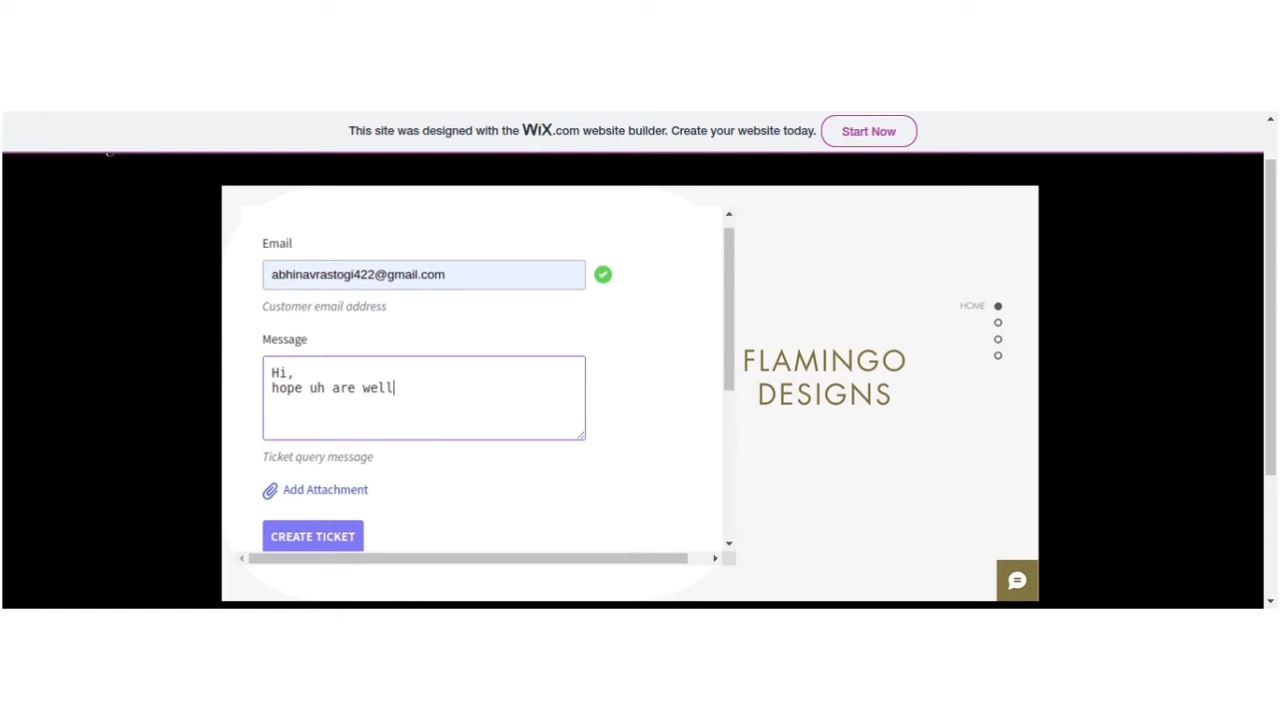 This site was designed with the WiX.com website builder. Create your website today. Start Now
Email
abhinavrastogi422@gmail.com
Customer email address
Message
Hi,
hope uh are well
Ticket query message
Add Attachment
CREATE TICKET
HOME
FLAMINGO
DESIGNS